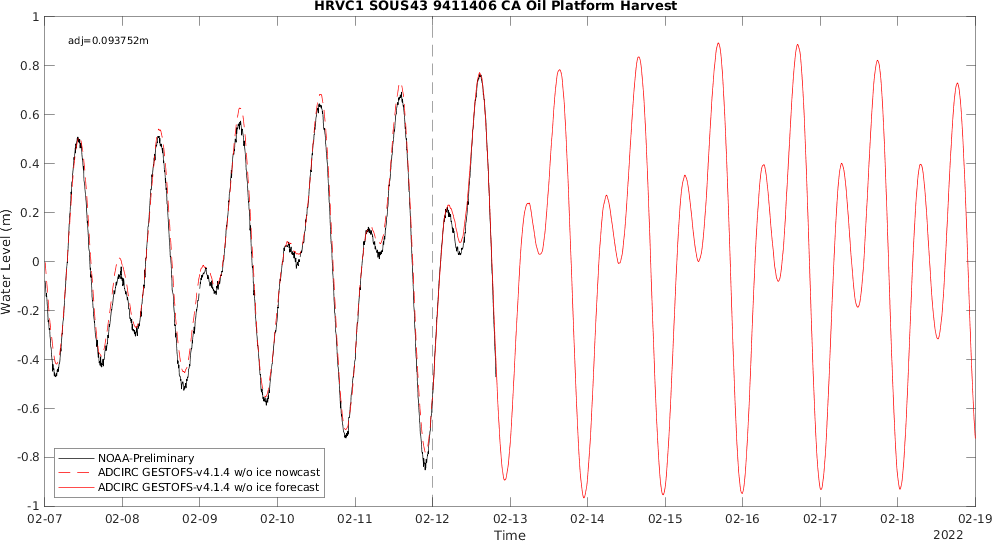 HRVC1 SOUS43 9411406 CA Oil Platform Harvest
adj=0.093752m
1
0.8
0.6
0.4
0.2
0
-0.2
-0.4
-0.6
-0.8
-1
Water Level (m)
NOAA-Preliminary
ADCIRC GESTOFS-v4.1.4 w/o ice nowcast
ADCIRC GESTOFS-v4.1.4 w/o ice forecast
02-07 02-08 02-09 02-10 02-11 02-12 02-13 02-14 02-15 02-16 02-17 02-18 02-19
Time
2022